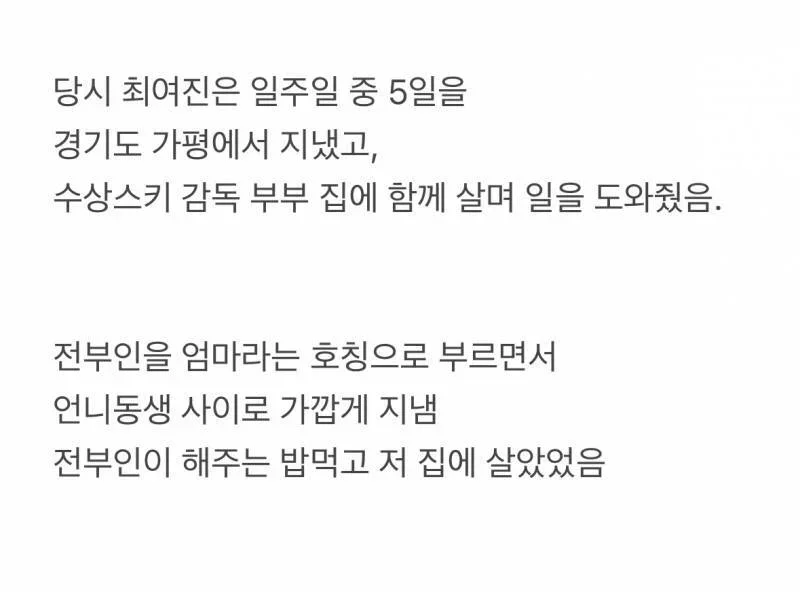 당시 최여진은 일주일 중 5일을
경기도 가평에서 지냈고,
수상스키 감독 부부 집에 함께 살며 일을 도와줬음.
전부인을 엄마라는 호칭으로 부르면서
언니동생 사이로 가깝게 지냄
전부인이 해주는 밥먹고 저 집에 살았었음